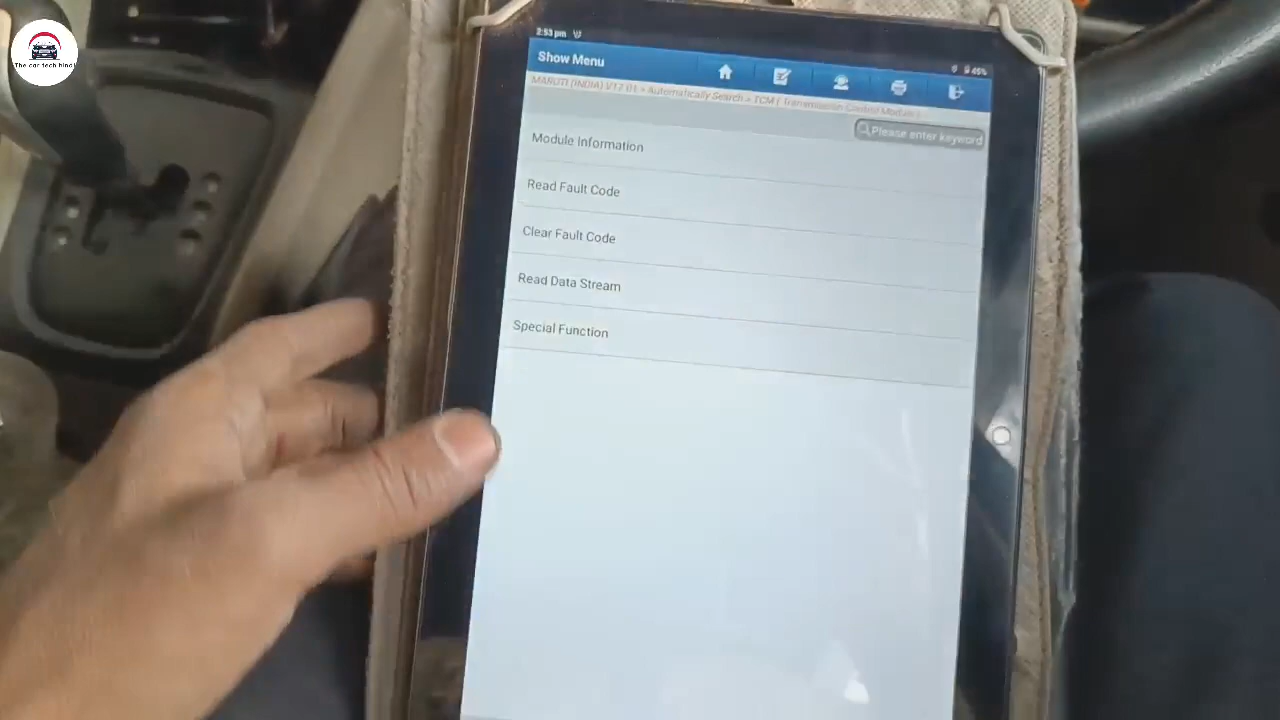 The car tech hindi
2:53 pm
45%
Show Menu
MARUTI (INDIA) V17.01 > Automatically Search > TCM ( Transmission Control Module )
Please enter keyword
Module Information
Read Fault Code
Clear Fault Code
Read Data Stream
Special Function